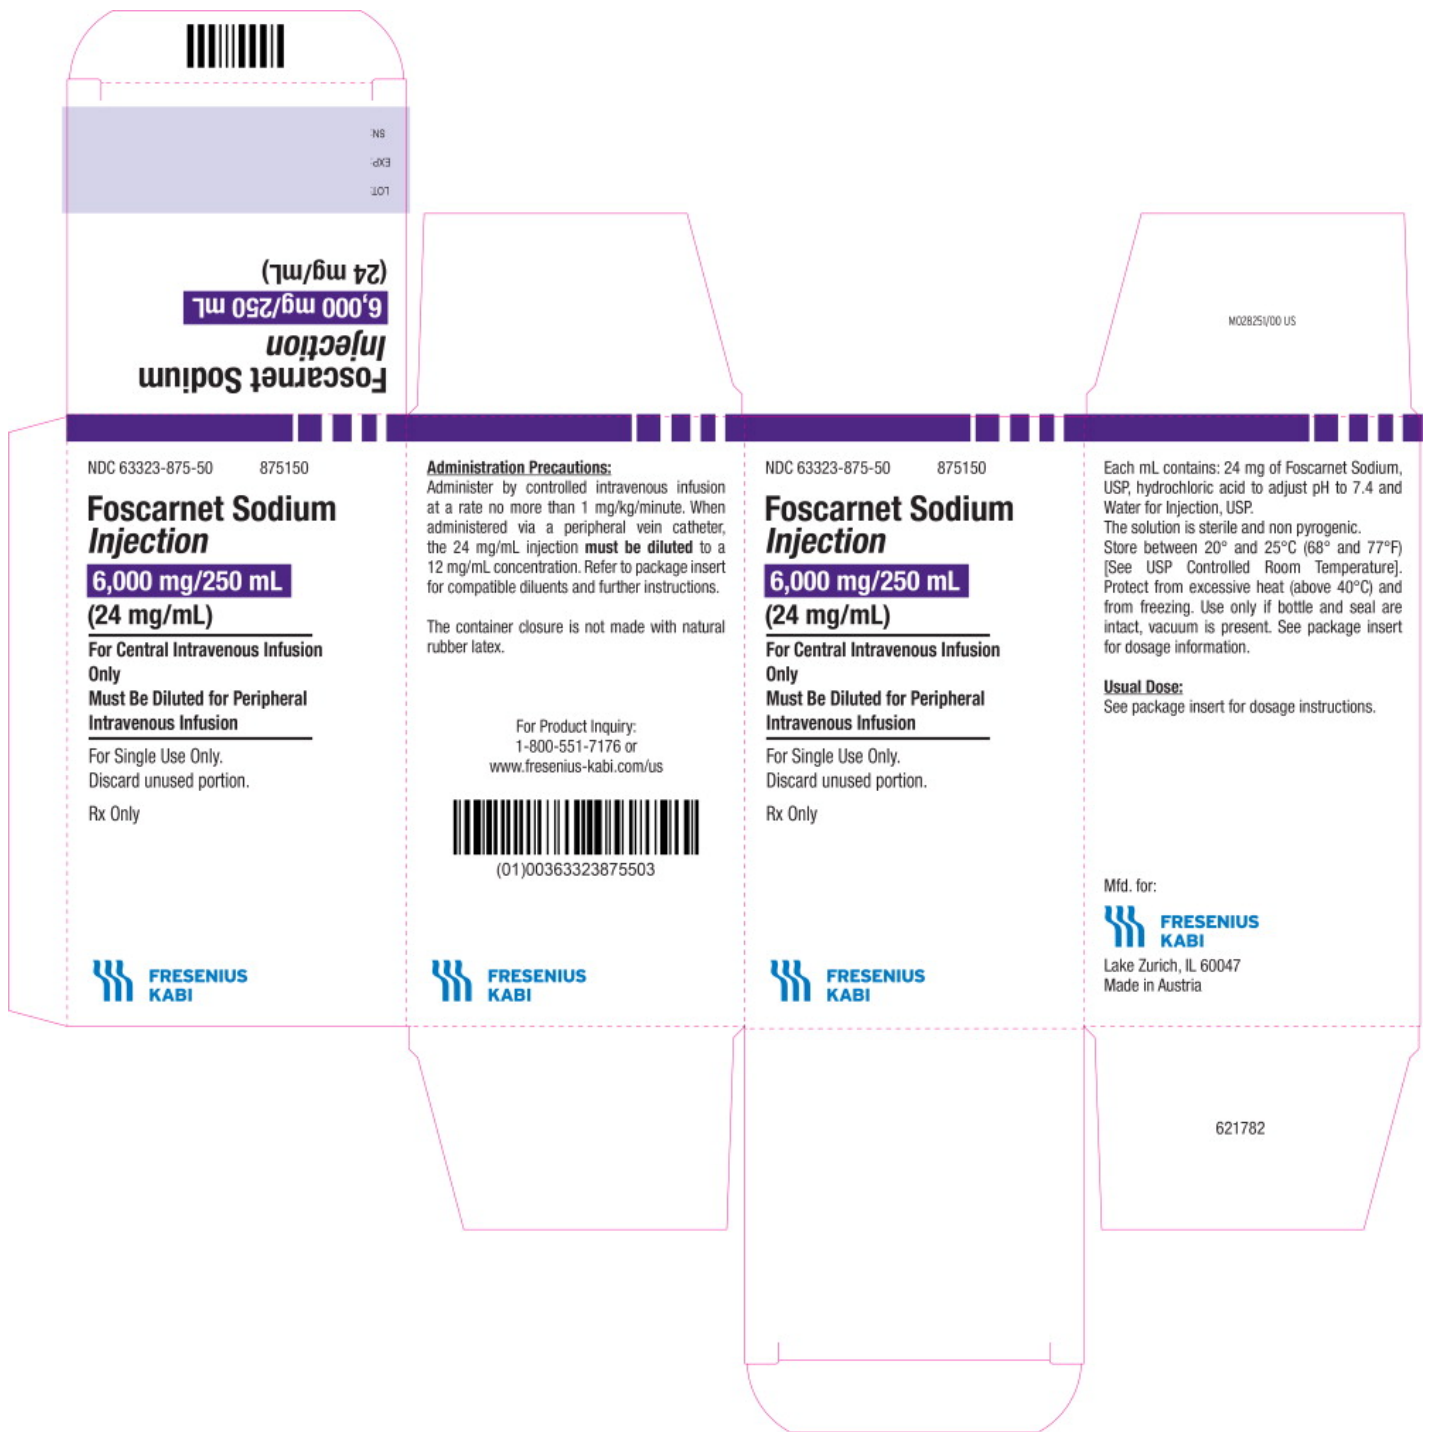 SN:
EXP:
LOT:
(24 mg/mL)
6,000 mg/250 mL
Injection
Foscarnet Sodium
M028251/00 US
NDC 63323-875-50 875150
Foscarnet Sodium
Injection
6,000 mg/250 mL
(24 mg/mL)
For Central Intravenous Infusion
Only
Must Be Diluted for Peripheral
Intravenous Infusion
For Single Use Only.
Discard unused portion.
Rx Only
FRESENIUS
KABI
Administration Precautions:
Administer by controlled intravenous infusion
at a rate no more than 1 mg/kg/minute. When
administered via a peripheral vein catheter,
the 24 mg/mL injection must be diluted to a
12 mg/mL concentration. Refer to package insert
for compatible diluents and further instructions.
The container closure is not made with natural
rubber latex.
For Product Inquiry:
1-800-551-7176 or
www.fresenius-kabi.com/us
(01)00363323875503
FRESENIUS
KABI
NDC 63323-875-50 875150
Foscarnet Sodium
Injection
6,000 mg/250 mL
(24 mg/mL)
For Central Intravenous Infusion
Only
Must Be Diluted for Peripheral
Intravenous Infusion
For Single Use Only.
Discard unused portion.
Rx Only
FRESENIUS
KABI
Each mL contains: 24 mg of Foscarnet Sodium,
USP, hydrochloric acid to adjust pH to 7.4 and
Water for Injection, USP.
The solution is sterile and non pyrogenic.
Store between 20° and 25°C (68° and 77°F)
[See USP Controlled Room Temperature].
Protect from excessive heat (above 40°C) and
from freezing. Use only if bottle and seal are
intact, vacuum is present. See package insert
for dosage information.
Usual Dose:
See package insert for dosage instructions.
Mfd. for:
FRESENIUS
KABI
Lake Zurich, IL 60047
Made in Austria
621782